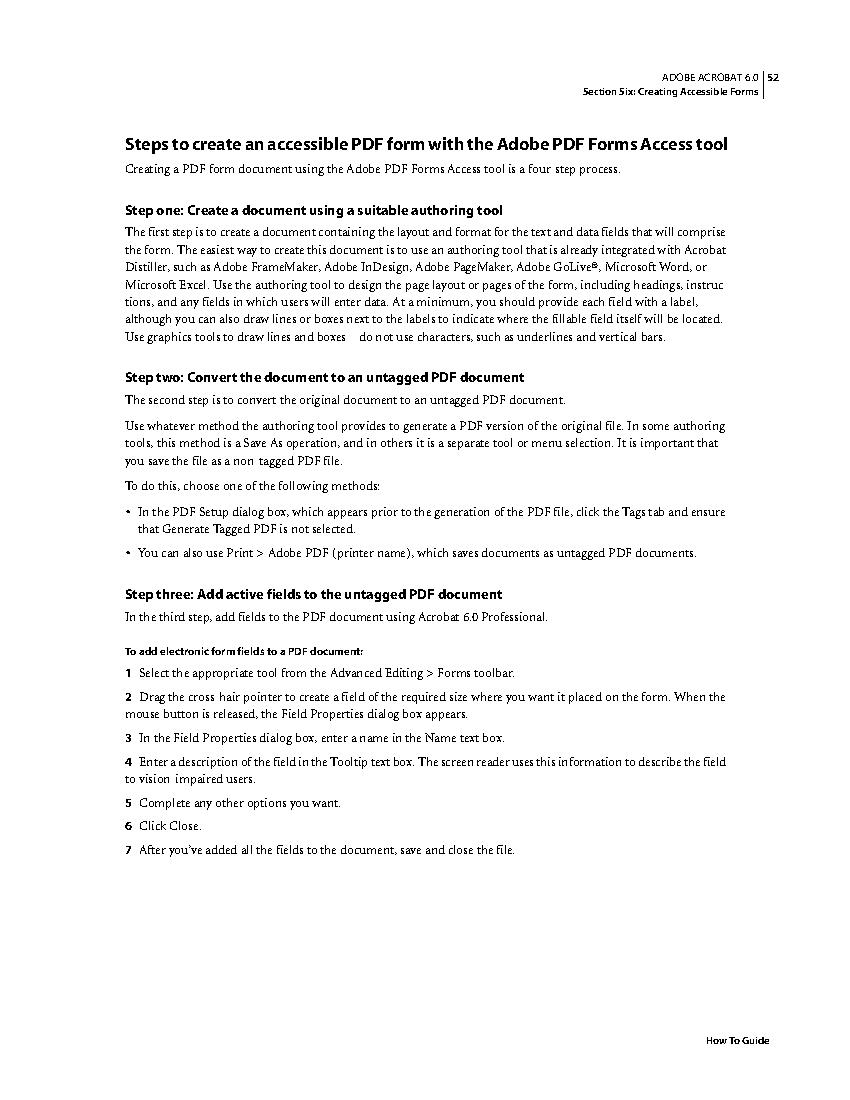 ADOBE ACROBAT 6.0 52
Section Six: Creating Accessible Forms
Steps to create an accessible PDF form with the Adobe PDF Forms Access tool
Creating a PDF form document using the Adobe PDF Forms Access tool is a four step process.
Step one: Create a document using a suitable authoring tool
The first step is to create a document containing the layout and format for the text and data fields that will comprise
the form. The easiest way to create this document is to use an authoring tool that is already integrated with Acrobat
Distiller, such as Adobe FrameMaker, Adobe InDesign, Adobe PageMaker, Adobe GoLive®, Microsoft Word, or
Microsoft Excel. Use the authoring tool to design the page layout or pages of the form, including headings, instruc
tions, and any fields in which users will enter data. At a minimum, you should provide each field with a label,
although you can also draw lines or boxes next to the labels to indicate where the fillable field itself will be located.
Use graphics tools to draw lines and boxes do not use characters, such as underlines and vertical bars.
Step two: Convert the document to an untagged PDF document
The second step is to convert the original document to an untagged PDF document.
Use whatever method the authoring tool provides to generate a PDF version of the original file. In some authoring
tools, this method is a Save As operation, and in others it is a separate tool or menu selection. It is important that
you save the file as a non tagged PDF file.
To do this, choose one of the following methods:
• In the PDF Setup dialog box, which appears prior to the generation of the PDF file, click the Tags tab and ensure
that Generate Tagged PDF is not selected.
• You can also use Print > Adobe PDF (printer name), which saves documents as untagged PDF documents.
Step three: Add active fields to the untagged PDF document
In the third step, add fields to the PDF document using Acrobat 6.0 Professional.
To add electronic form fields to a PDF document:
1 Select the appropriate tool from the Advanced Editing > Forms toolbar.
2 Drag the cross hair pointer to create a field of the required size where you want it placed on the form. When the
mouse button is released, the Field Properties dialog box appears.
3 In the Field Properties dialog box, enter a name in the Name text box.
4 Enter a description of the field in the Tooltip text box. The screen reader uses this information to describe the field
to vision impaired users.
5 Complete any other options you want.
6 Click Close.
7 After you've added all the fields to the document, save and close the file.
How To Guide